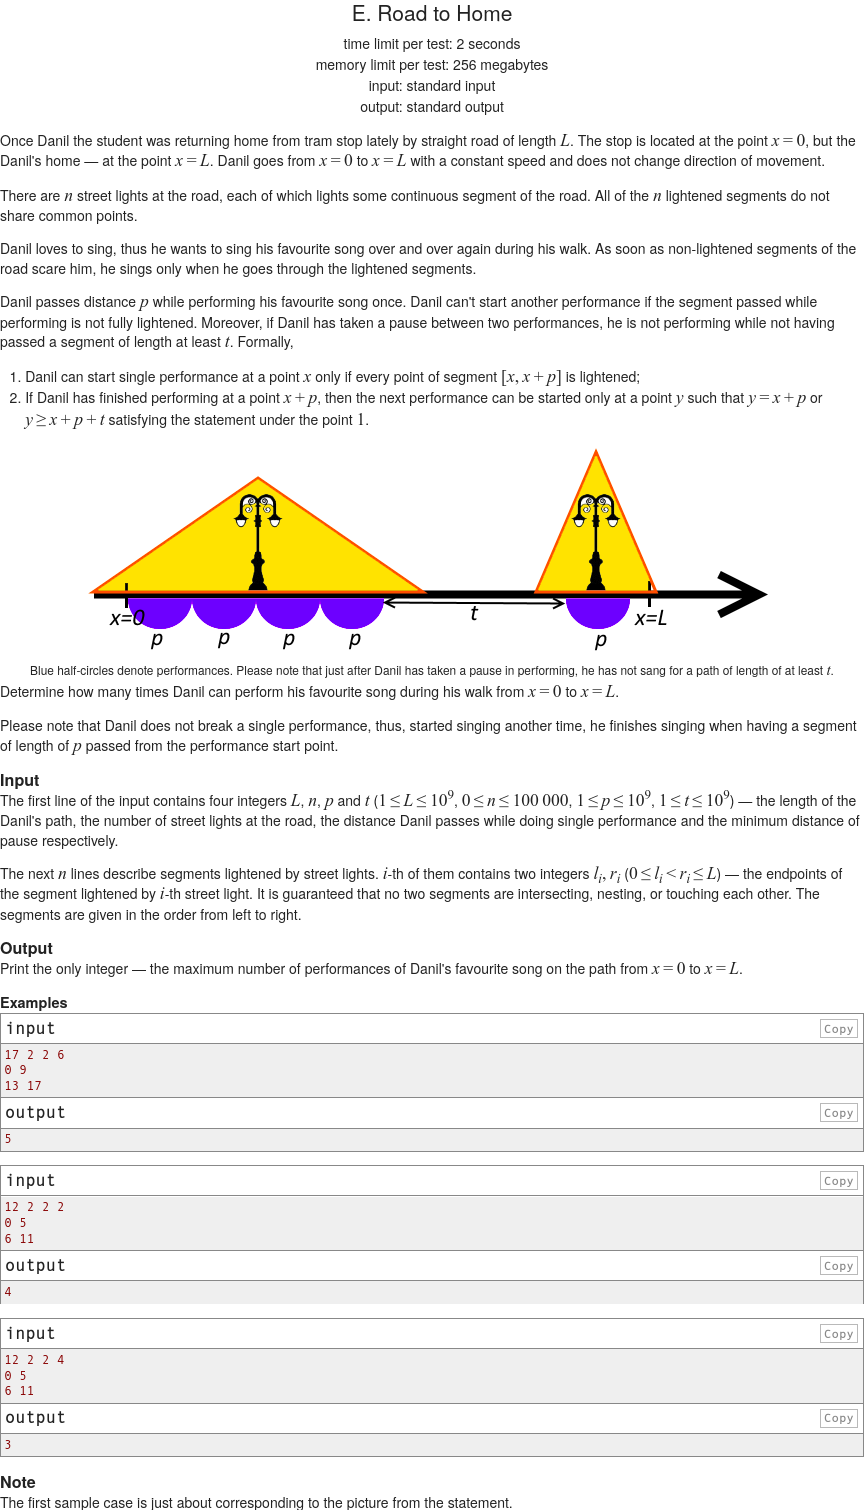 E. Road to Home
time limit per test: 2 seconds
memory limit per test: 256 megabytes
input: standard input
output: standard output
Once Danil the student was returning home from tram stop lately by straight road of length L. The stop is located at the point x = 0, but the
Danil's home — at the point x = L. Danil goes from x = 0 to x = L with a constant speed and does not change direction of movement.
There are n street lights at the road, each of which lights some continuous segment of the road. All of the n lightened segments do not
share common points.
Danil loves to sing, thus he wants to sing his favourite song over and over again during his walk. As soon as non-lightened segments of the
road scare him, he sings only when he goes through the lightened segments.
Danil passes distance p while performing his favourite song once. Danil can't start another performance if the segment passed while
performing is not fully lightened. Moreover, if Danil has taken a pause between two performances, he is not performing while not having
passed a segment of length at least t. Formally,
1. Danil can start single performance at a point x only if every point of segment [x, x + p] is lightened;
2. If Danil has finished performing at a point x + p, then the next performance can be started only at a point y such that y = x + p or
y ≥ x + p + t satisfying the statement under the point 1.
x=0
p
p
p
p
t
p
x=L
Blue half-circles denote performances. Please note that just after Danil has taken a pause in performing, he has not sang for a path of length of at least t.
Determine how many times Danil can perform his favourite song during his walk from x = 0 to x = L.
Please note that Danil does not break a single performance, thus, started singing another time, he finishes singing when having a segment
of length of p passed from the performance start point.
Input
The first line of the input contains four integers L, n, p and t (1 ≤ L ≤ 10⁹, 0 ≤ n ≤ 100 000, 1 ≤ p ≤ 10⁹, 1 ≤ t ≤ 10⁹) — the length of the
Danil's path, the number of street lights at the road, the distance Danil passes while doing single performance and the minimum distance of
pause respectively.
The next n lines describe segments lightened by street lights. i-th of them contains two integers lᵢ, rᵢ (0 ≤ lᵢ < rᵢ ≤ L) — the endpoints of
the segment lightened by i-th street light. It is guaranteed that no two segments are intersecting, nesting, or touching each other. The
segments are given in the order from left to right.
Output
Print the only integer — the maximum number of performances of Danil's favourite song on the path from x = 0 to x = L.
Examples
input
Copy
17 2 2 6
0 9
13 17
output
Copy
5
input
Copy
12 2 2 2
0 5
6 11
output
Copy
4
input
Copy
12 2 2 4
0 5
6 11
output
Copy
3
Note
The first sample case is just about corresponding to the picture from the statement.